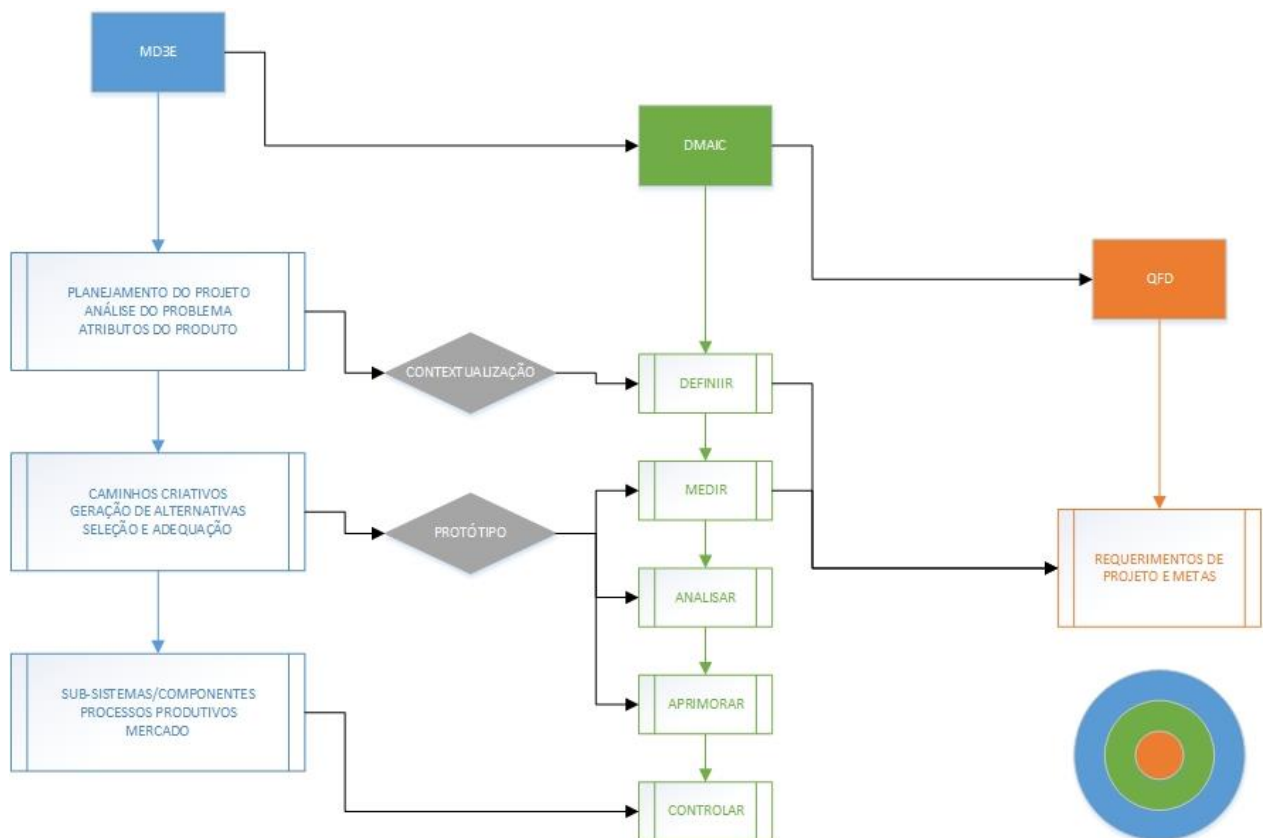 MD3E
DMAIC
QFD
PLANEJAMENTO DO PROJETO
ANÁLISE DO PROBLEMA
ATRIBUTOS DO PRODUTO
CONTEXTUALIZAÇÃO
DEFINIIR
CAMINHOS CRIATIVOS
GERAÇÃO DE ALTERNATIVAS
SELEÇÃO E ADEQUAÇÃO
PROTÓTIPO
MEDIR
ANALISAR
REQUERIMENTOS DE
PROJETO E METAS
SUB-SISTEMAS/COMPONENTES
PROCESSOS PRODUTIVOS
MERCADO
APRIMORAR
CONTROLAR